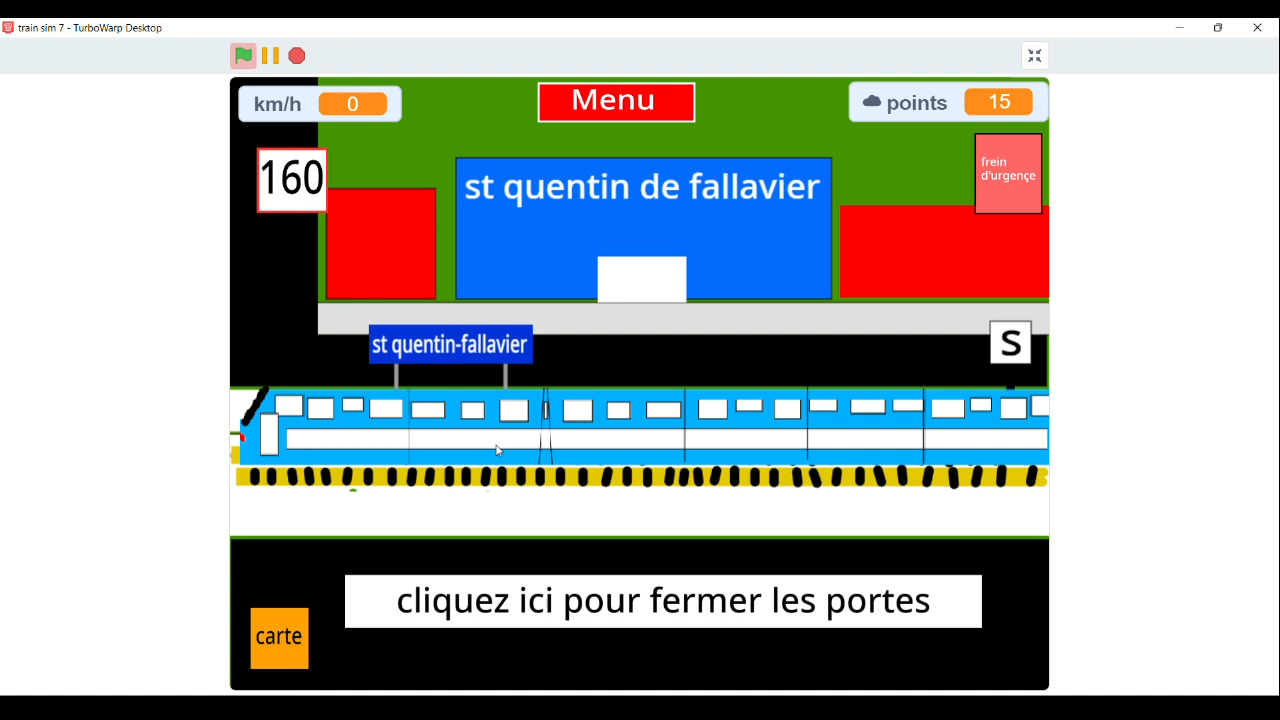 train sim 7 - TurboWarp Desktop
km/h 0
Menu
points 15
160
st quentin de fallavier
frein
d'urgençe
st quentin-fallavier
S
cliquez ici pour fermer les portes
carte